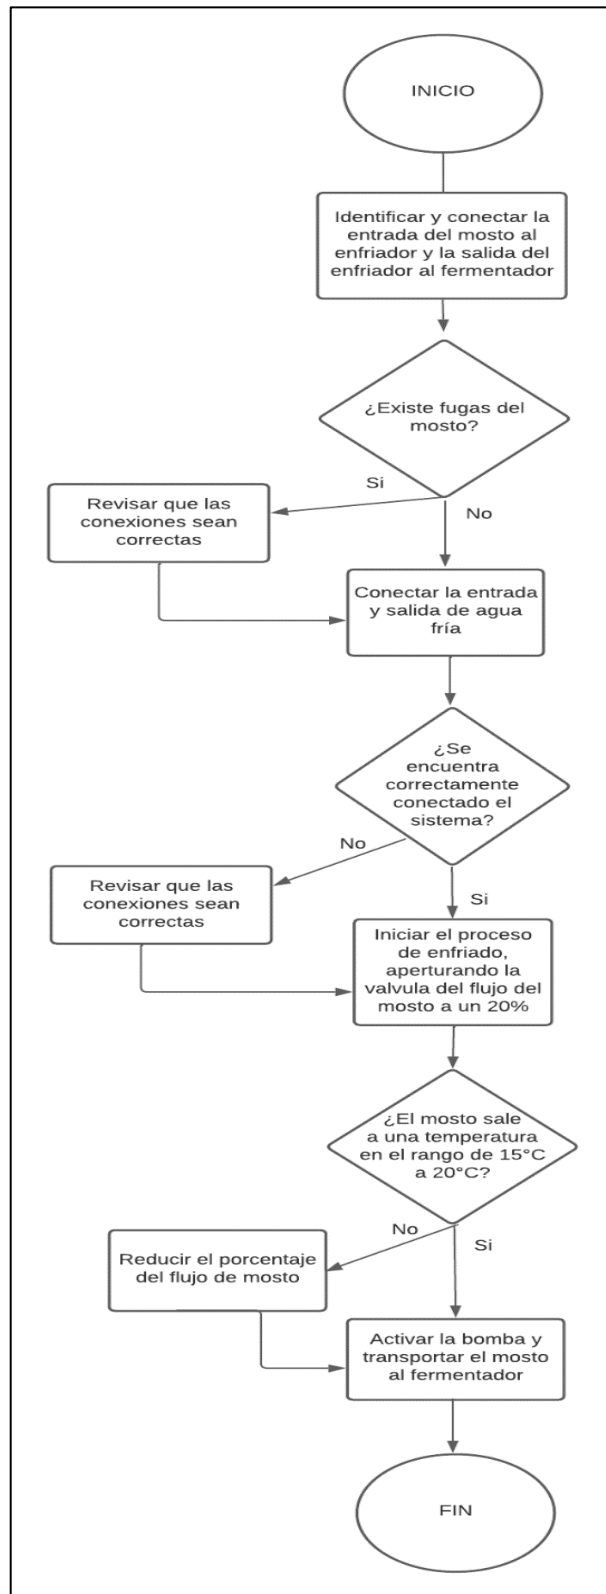 INICIO
Identificar y conectar la
entrada del mosto al
enfriador y la salida del
enfriador al fermentador
¿Existe fugas del
mosto?
Si
No
Revisar que las
conexiones sean
correctas
Conectar la entrada
y salida de agua
fría
¿Se
encuentra
correctamente
conectado el
sistema?
No
Si
Revisar que las
conexiones sean
correctas
Iniciar el proceso
de enfriado,
aperturando la
valvula del flujo del
mosto a un 20%
¿El mosto sale
a una temperatura
en el rango de 15°C
a 20°C?
No
Si
Reducir el porcentaje
del flujo de mosto
Activar la bomba y
transportar el mosto
al fermentador
FIN